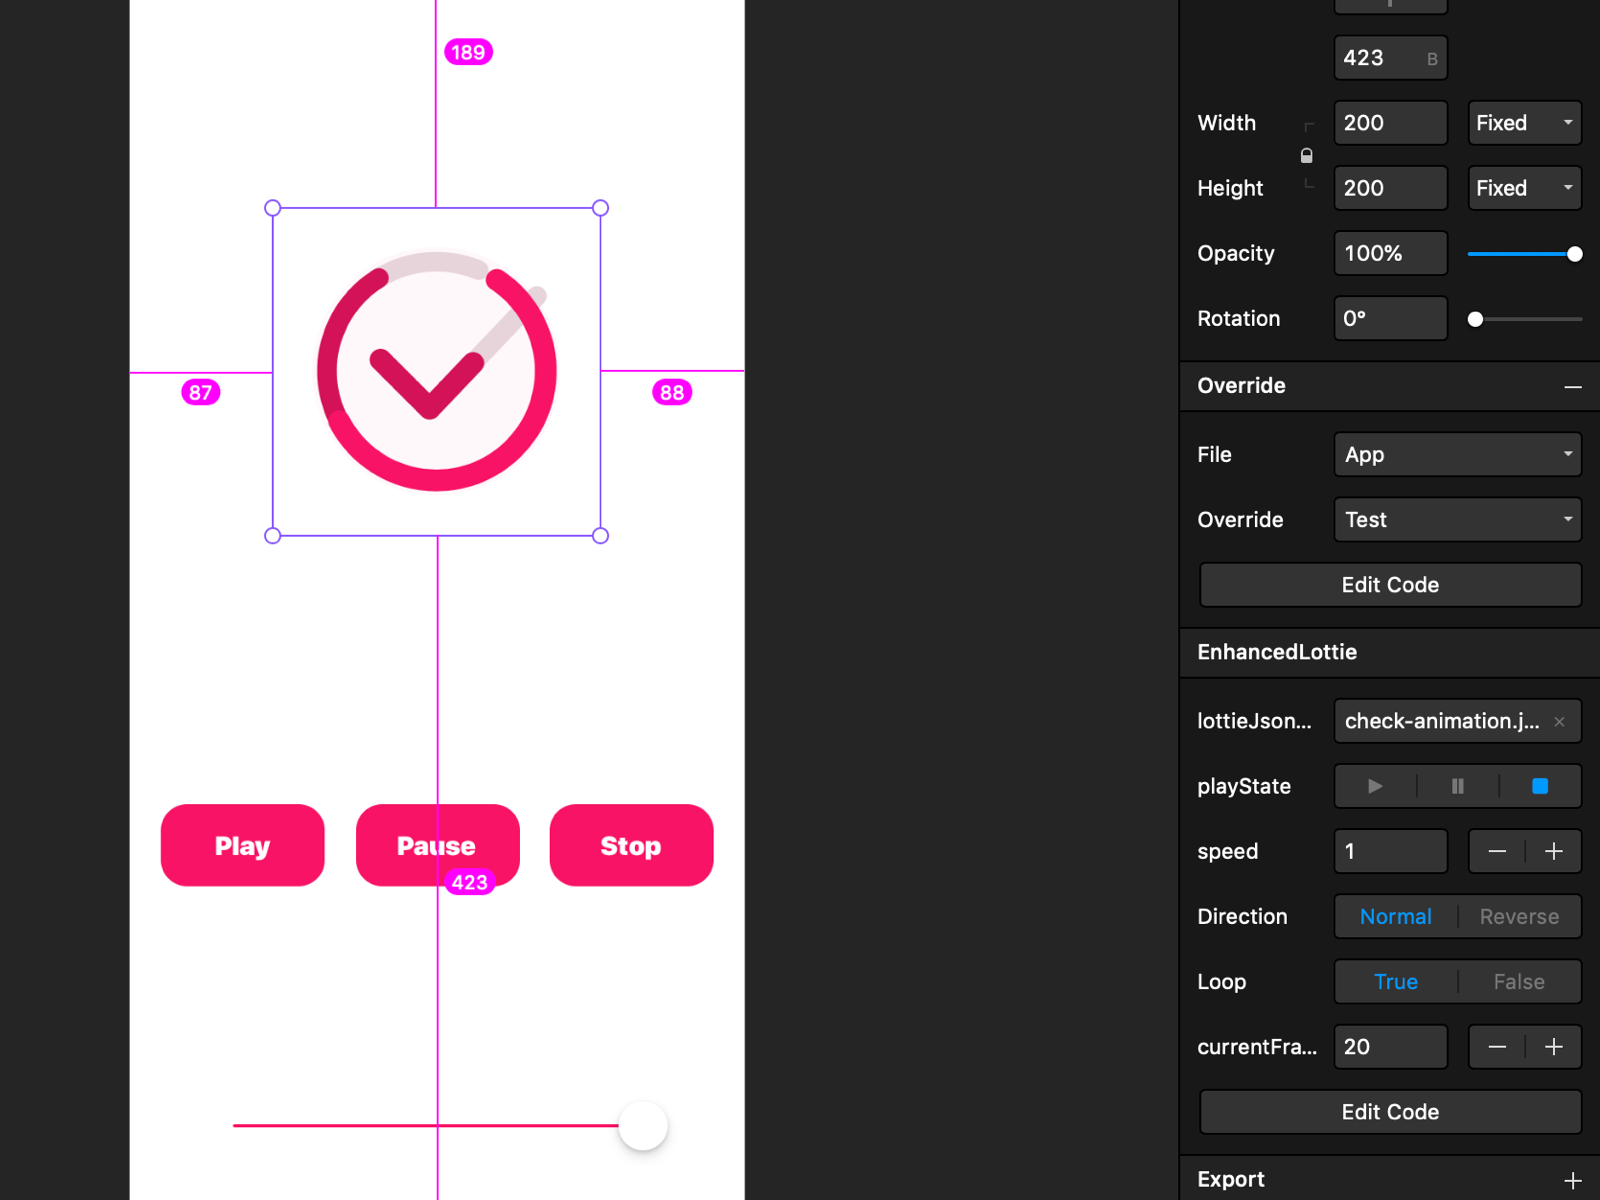 189
87
88
Play
Pause
Stop
423
423 B
Width 200 Fixed
Height 200 Fixed
Opacity 100%
Rotation 0°
Override
File App
Override Test
Edit Code
EnhancedLottie
lottieJson... check-animation.j...
playState
speed 1
Direction Normal Reverse
Loop True False
currentFra... 20
Edit Code
Export